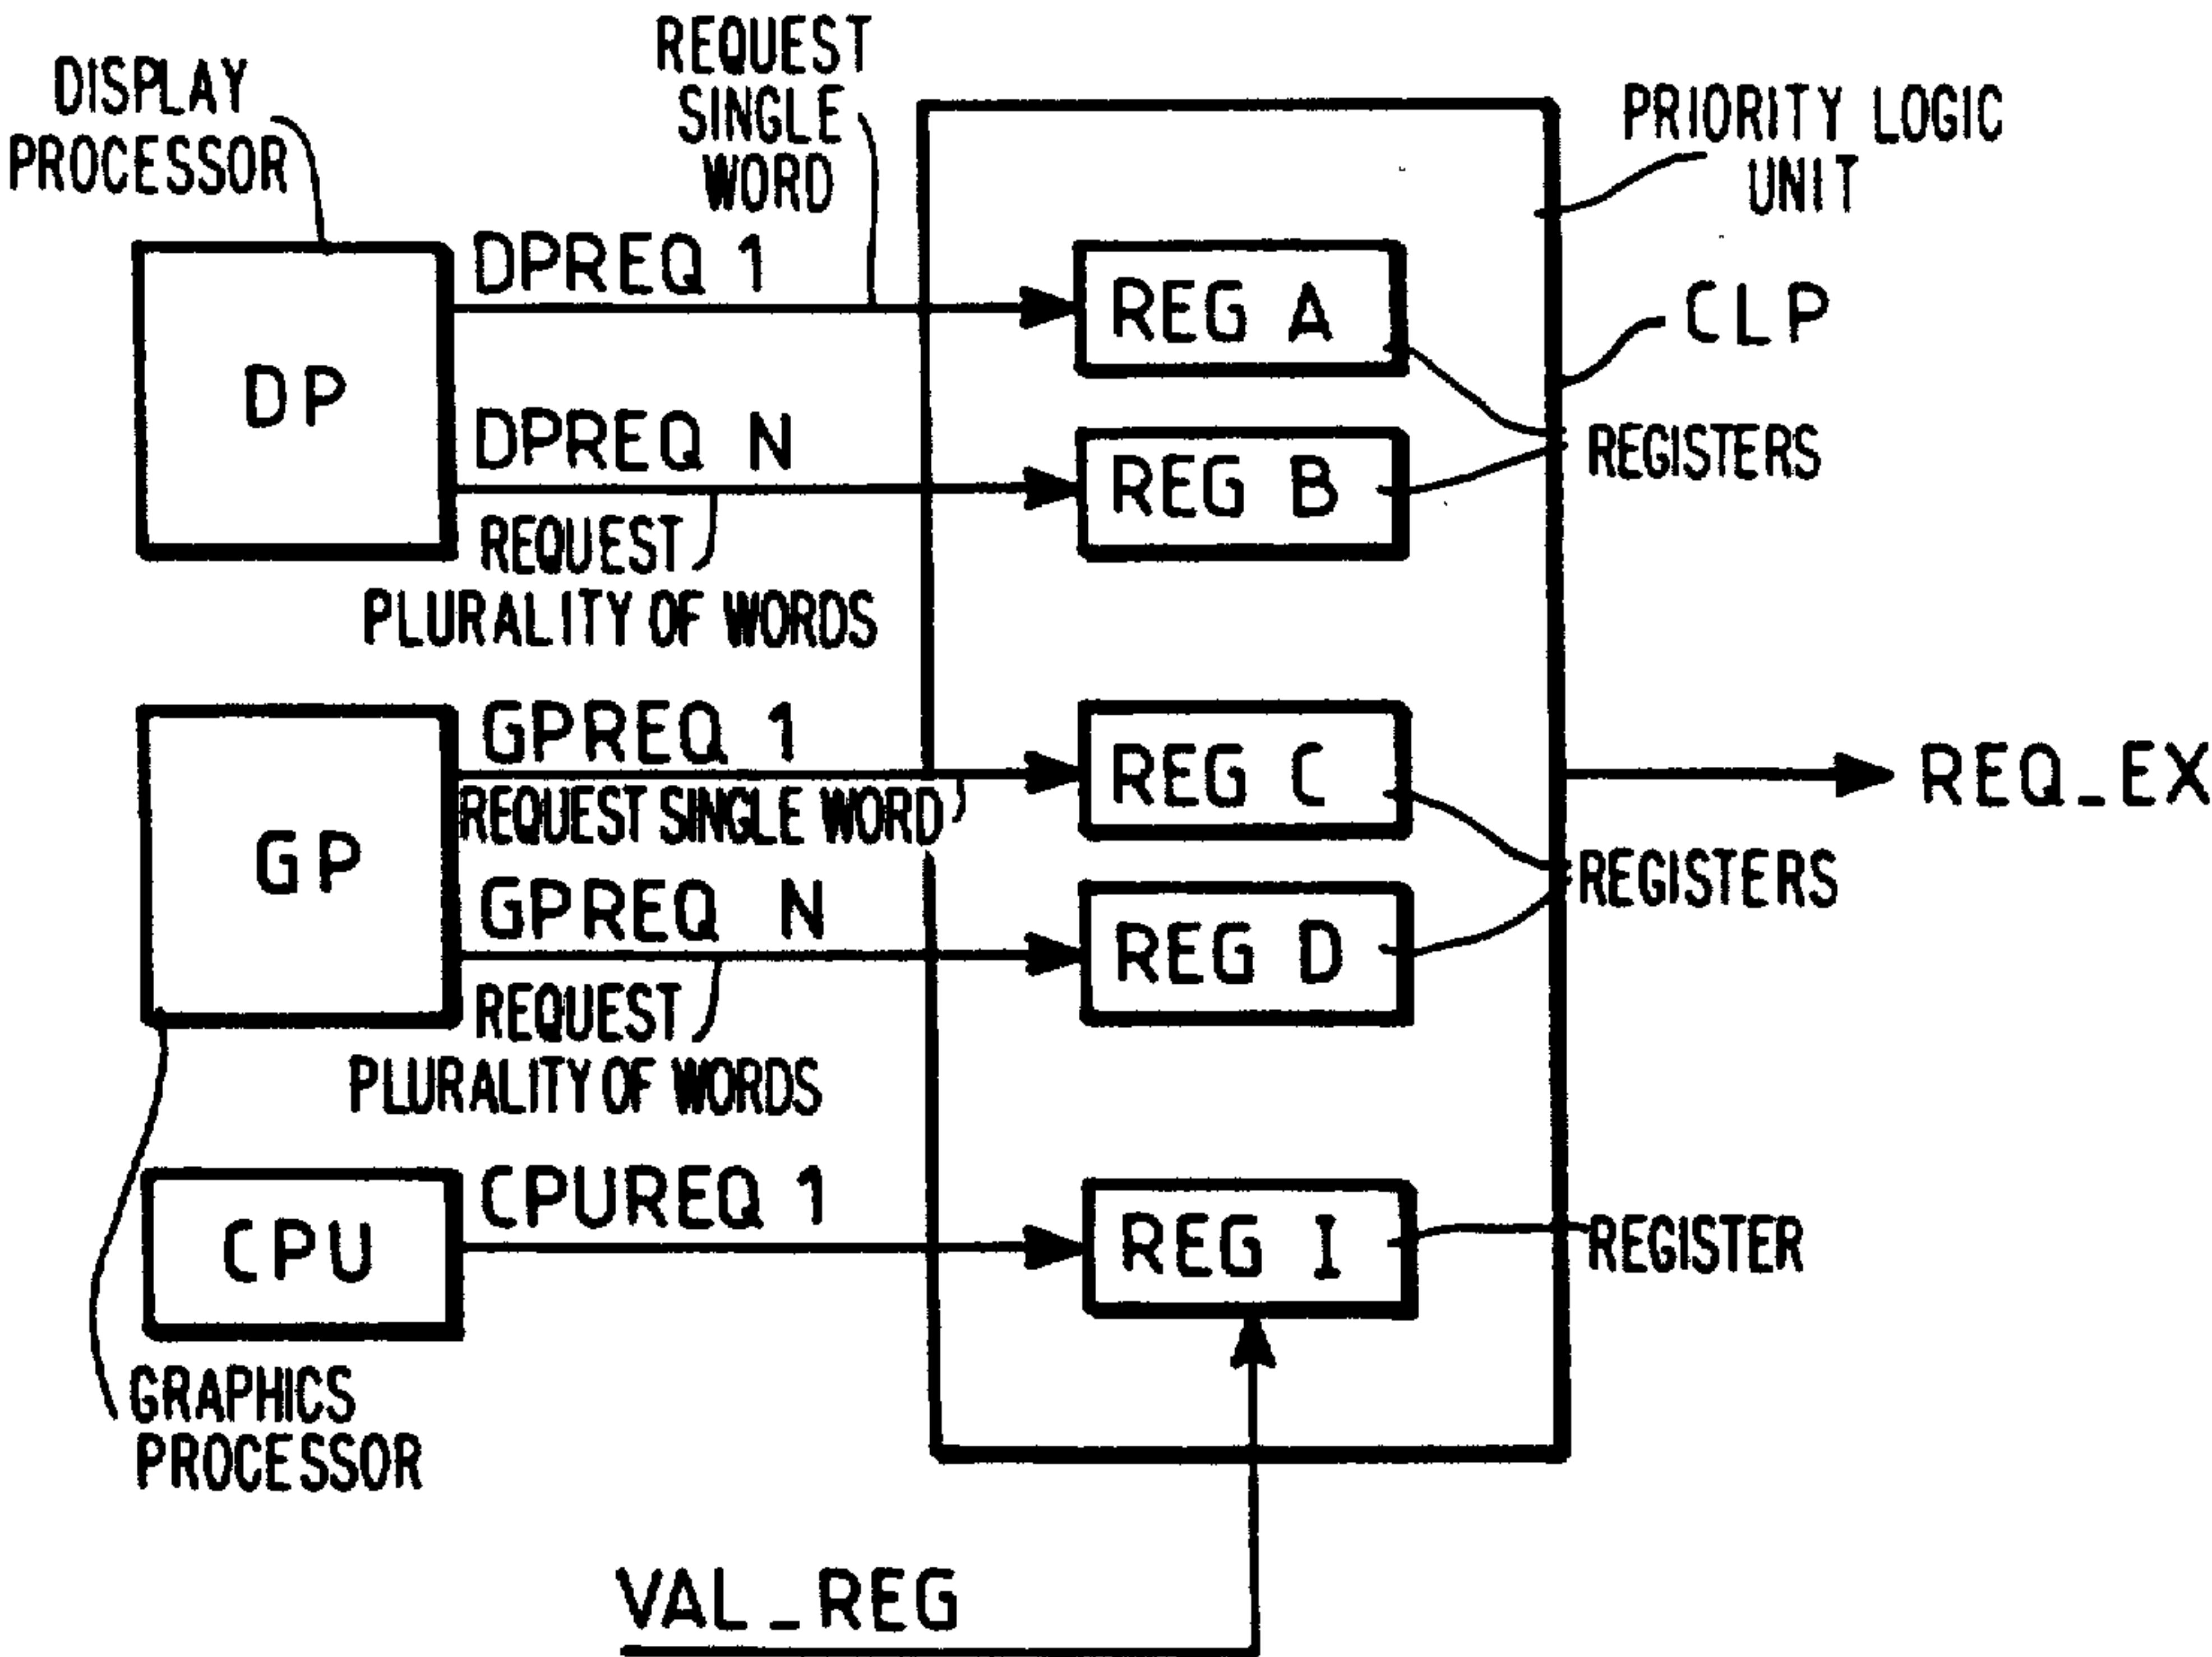 DISPLAY
PROCESSOR
REQUEST
SINGLE
WORD
PRIORITY LOGIC
UNIT
DPREQ 1
REG A
CLP
DP
DPREQ N
REG B
REGISTERS
REQUEST
PLURALITY OF WORDS
GPREQ 1
REG C
REQ_EX
REQUEST SINGLE WORD
GP
GPREQ N
REG D
REGISTERS
REQUEST
PLURALITY OF WORDS
CPU
CPUREQ 1
REG I
REGISTER
GRAPHICS
PROCESSOR
VAL_REG